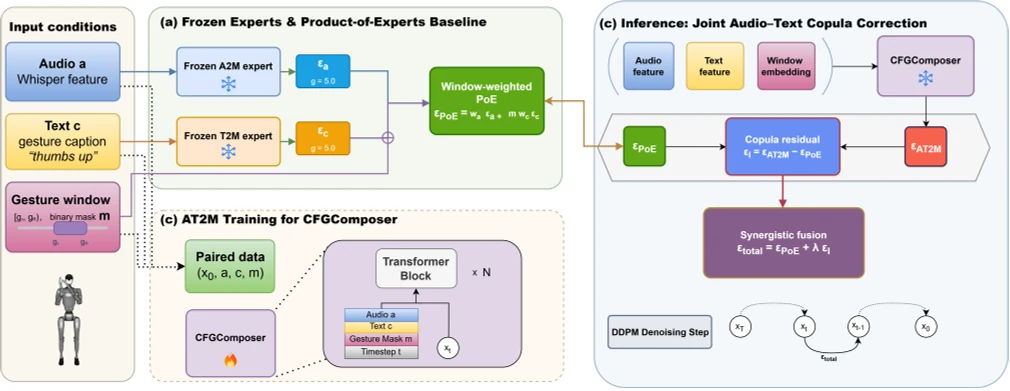 Input conditions
Audio a
Whisper feature
Text c
gesture caption
"thumbs up"
Gesture window
[gₛ, gₑ), binary mask m
gₛ gₑ
(a) Frozen Experts & Product-of-Experts Baseline
Frozen A2M expert
εa
g = 5.0
Frozen T2M expert
εc
g = 5.0
Window-weighted
PoE
εPoE = wa εa + m wc εc
(c) AT2M Training for CFGComposer
Paired data
(x0, a, c, m)
CFGComposer
Transformer
Block
x N
Audio a
Text c
Gesture Mask m
Timestep t
xt
(c) Inference: Joint Audio–Text Copula Correction
Audio
feature
Text
feature
Window
embedding
CFGComposer
εPoE
Copula residual
εI = εAT2M − εPoE
εAT2M
Synergistic fusion
εtotal = εPoE + λ εI
DDPM Denoising Step
xT
xt
xt-1
x0
εtotal